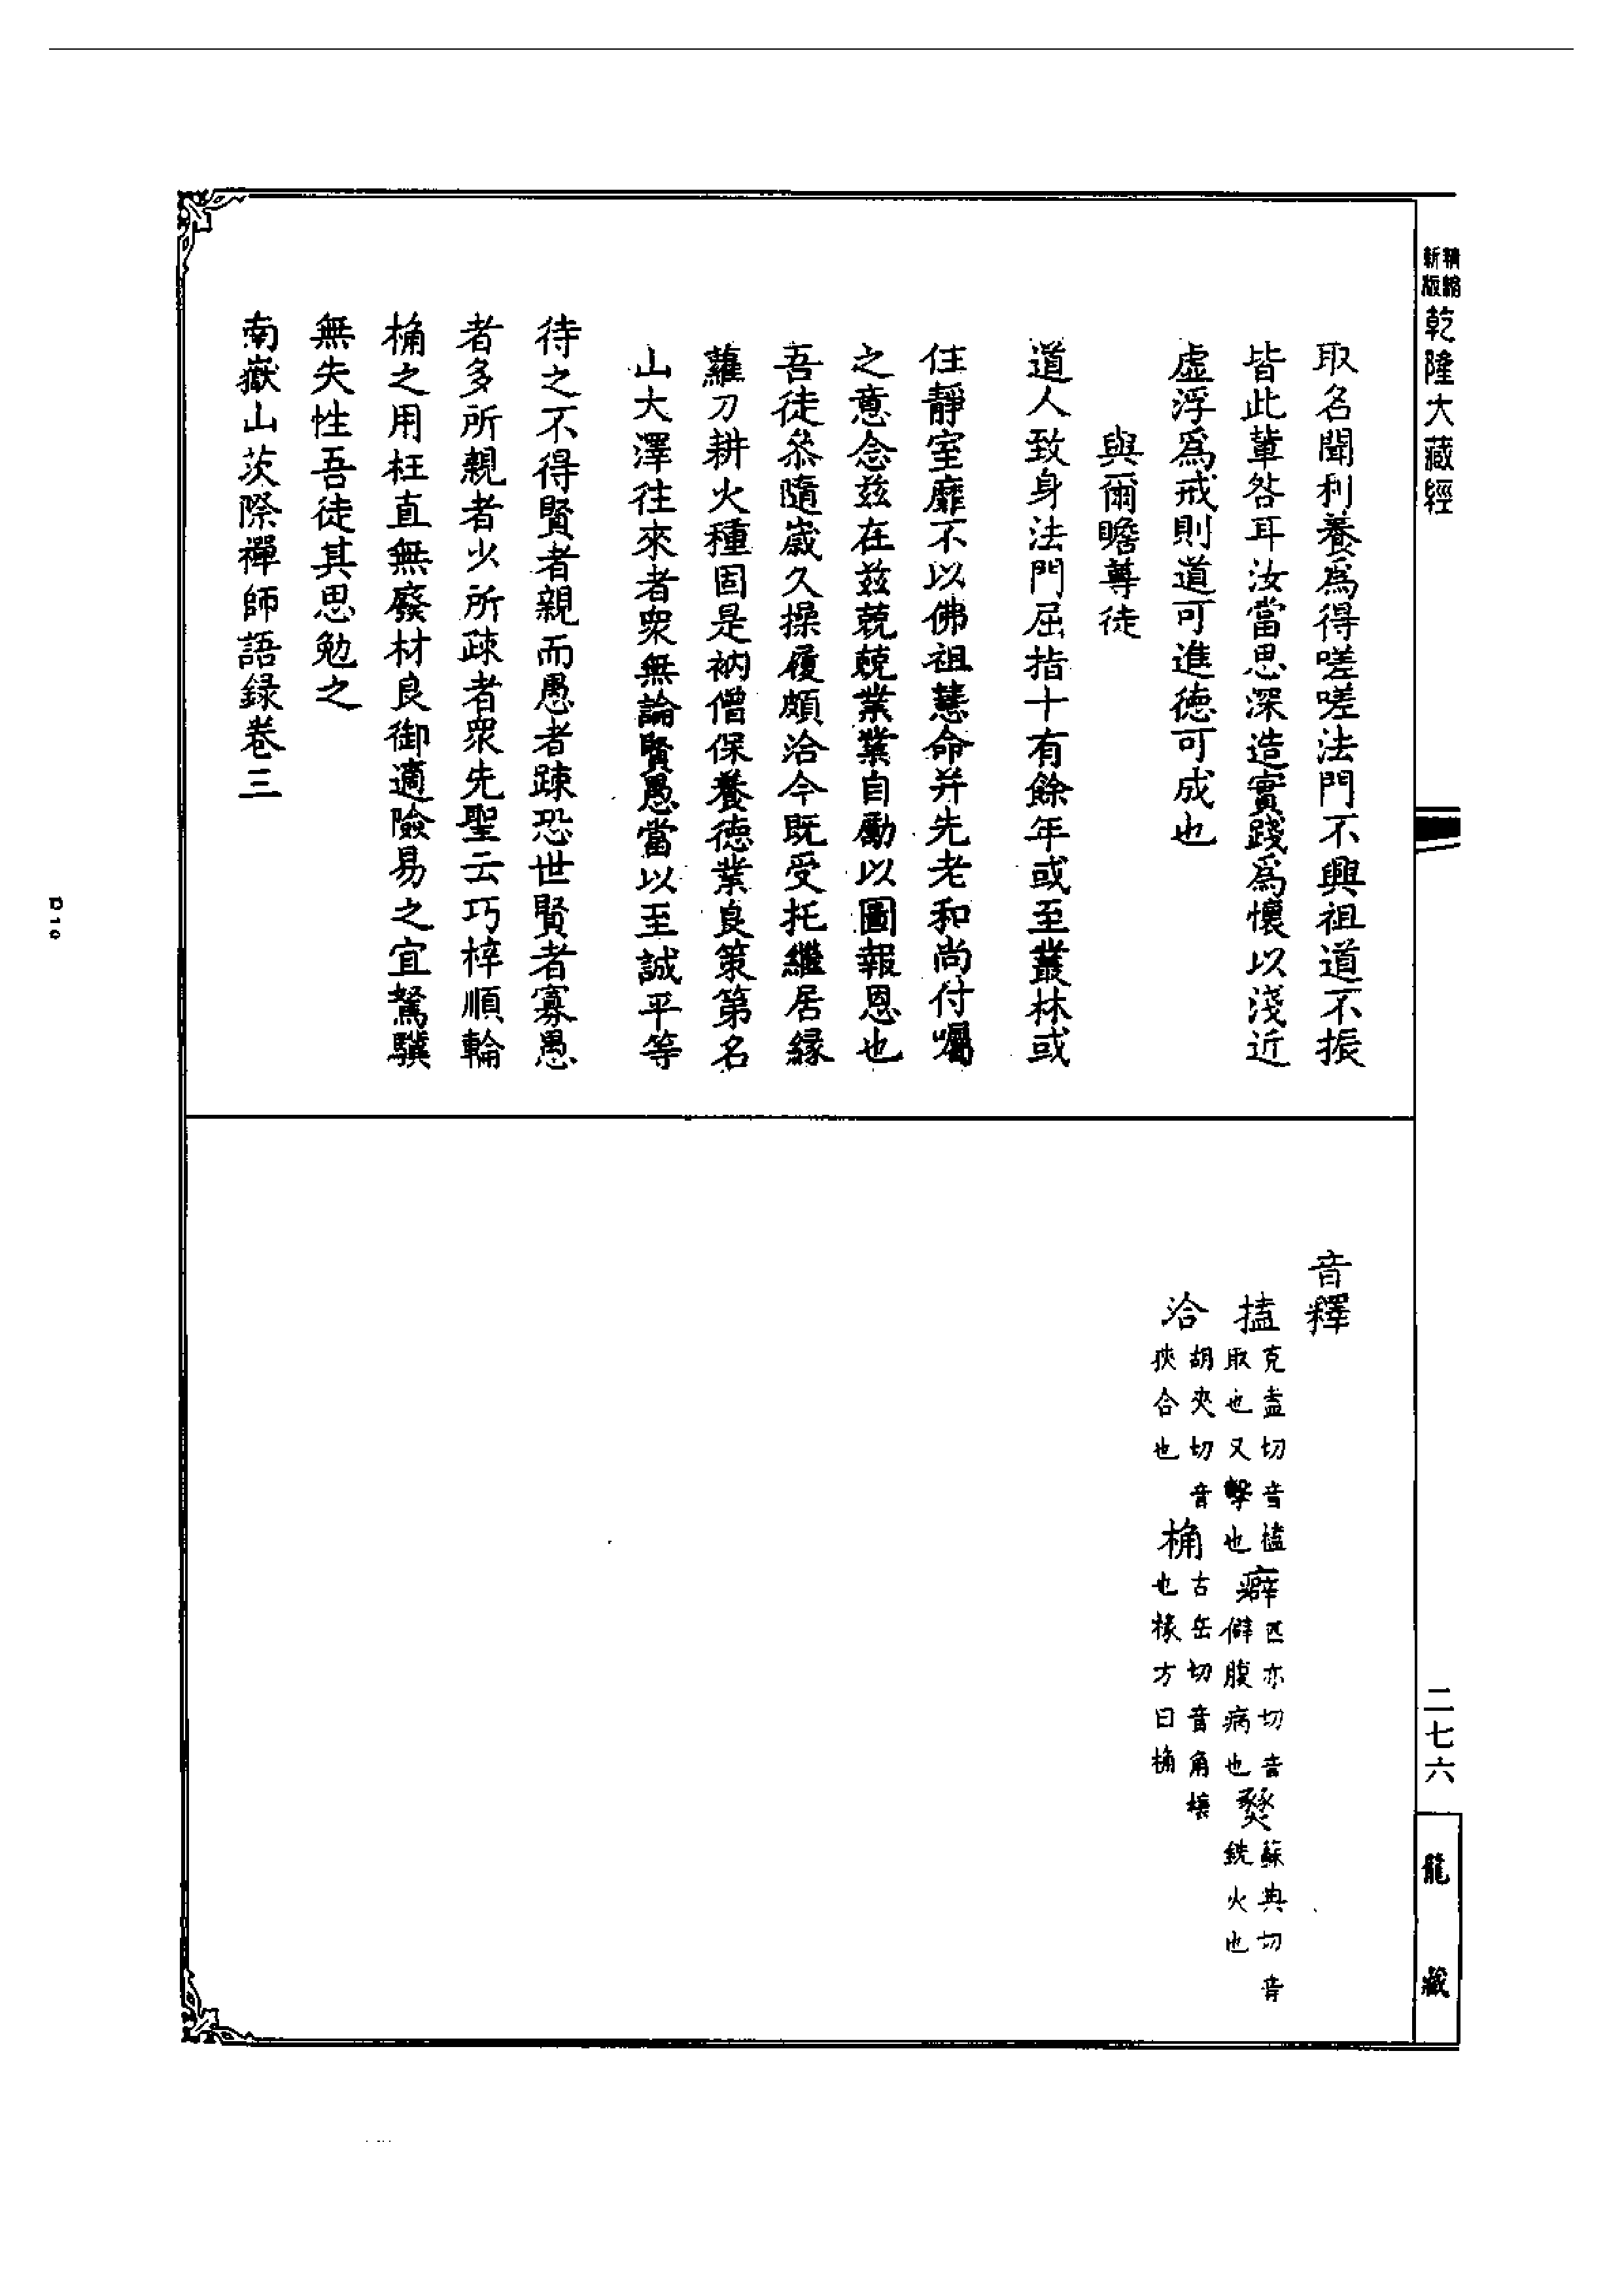 精縮
新版
乾隆大藏經
取名聞利養為得嗟嗟法門不興祖道不振
皆此輩咎耳汝當思深造實踐為懷以淺近
虛浮為戒則道可進德可成也
與爾瞻尊徒
道人致身法門屈指十有餘年或至叢林或
住靜室靡不以佛祖慧命并先老和尚付囑
之意念茲在茲兢兢業業自勵以圖報恩也
吾徒叅隨歲久操履頗洽今既受托繼居緣
蘿刀耕火種固是衲僧保養德業良策第名
山大澤往來者衆無論賢愚當以至誠平等
待之不得賢者親而愚者踈恐世賢者寡愚
者多所親者少所踈者衆先聖云巧梓順輪
桷之用枉直無廢材良御適險易之宜駑驥
無失性吾徒其思勉之
南嶽山茨際禪師語錄卷三
二七六
龍藏
音釋
搕 克盍切音榼取也又擊也 癖 匹亦切音僻腹病也 燹 蘇典切音銑火也
洽 胡夾切音狹合也 桷 古岳切音角榱也椽方曰桷